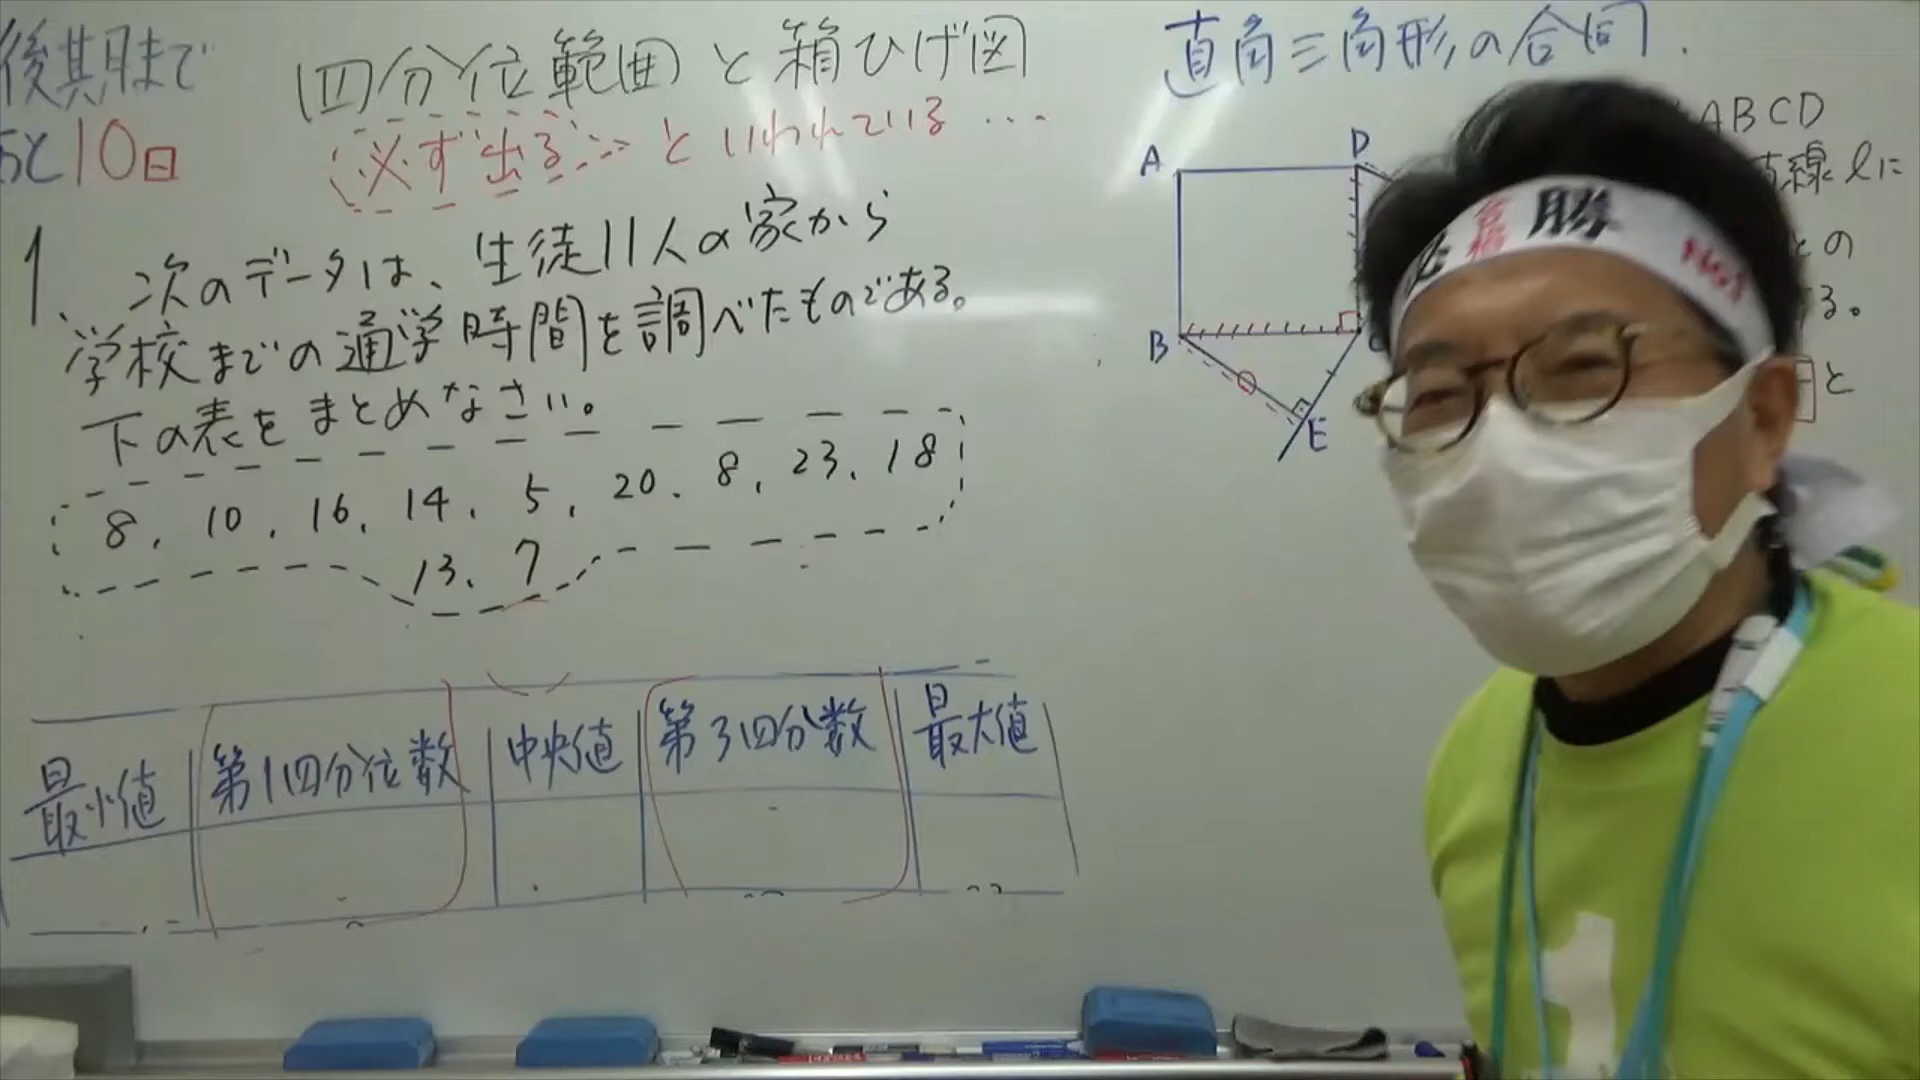 後期まで
あと10日
四分位範囲と箱ひげ図
必ず出る と いわれている…
1. 次のデータは、生徒11人の家から
学校までの通学時間を調べたものである。
下の表をまとめなさい。
8, 10, 16, 14, 5, 20, 8, 23, 18
13, 7
最小値 第1四分位数 中央値 第3四分数 最大値
直角三角形の合同.
A D
B
E
ABCD
直線ℓに
の
る。
と
必 合格 勝